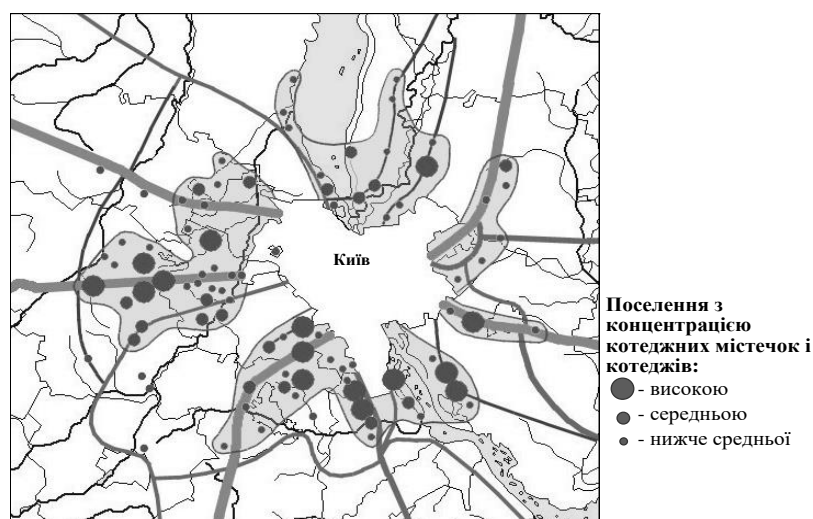 Київ
Поселення з
концентрацією
котеджних містечок і
котеджів:
- високою
- середньою
- нижче средньої